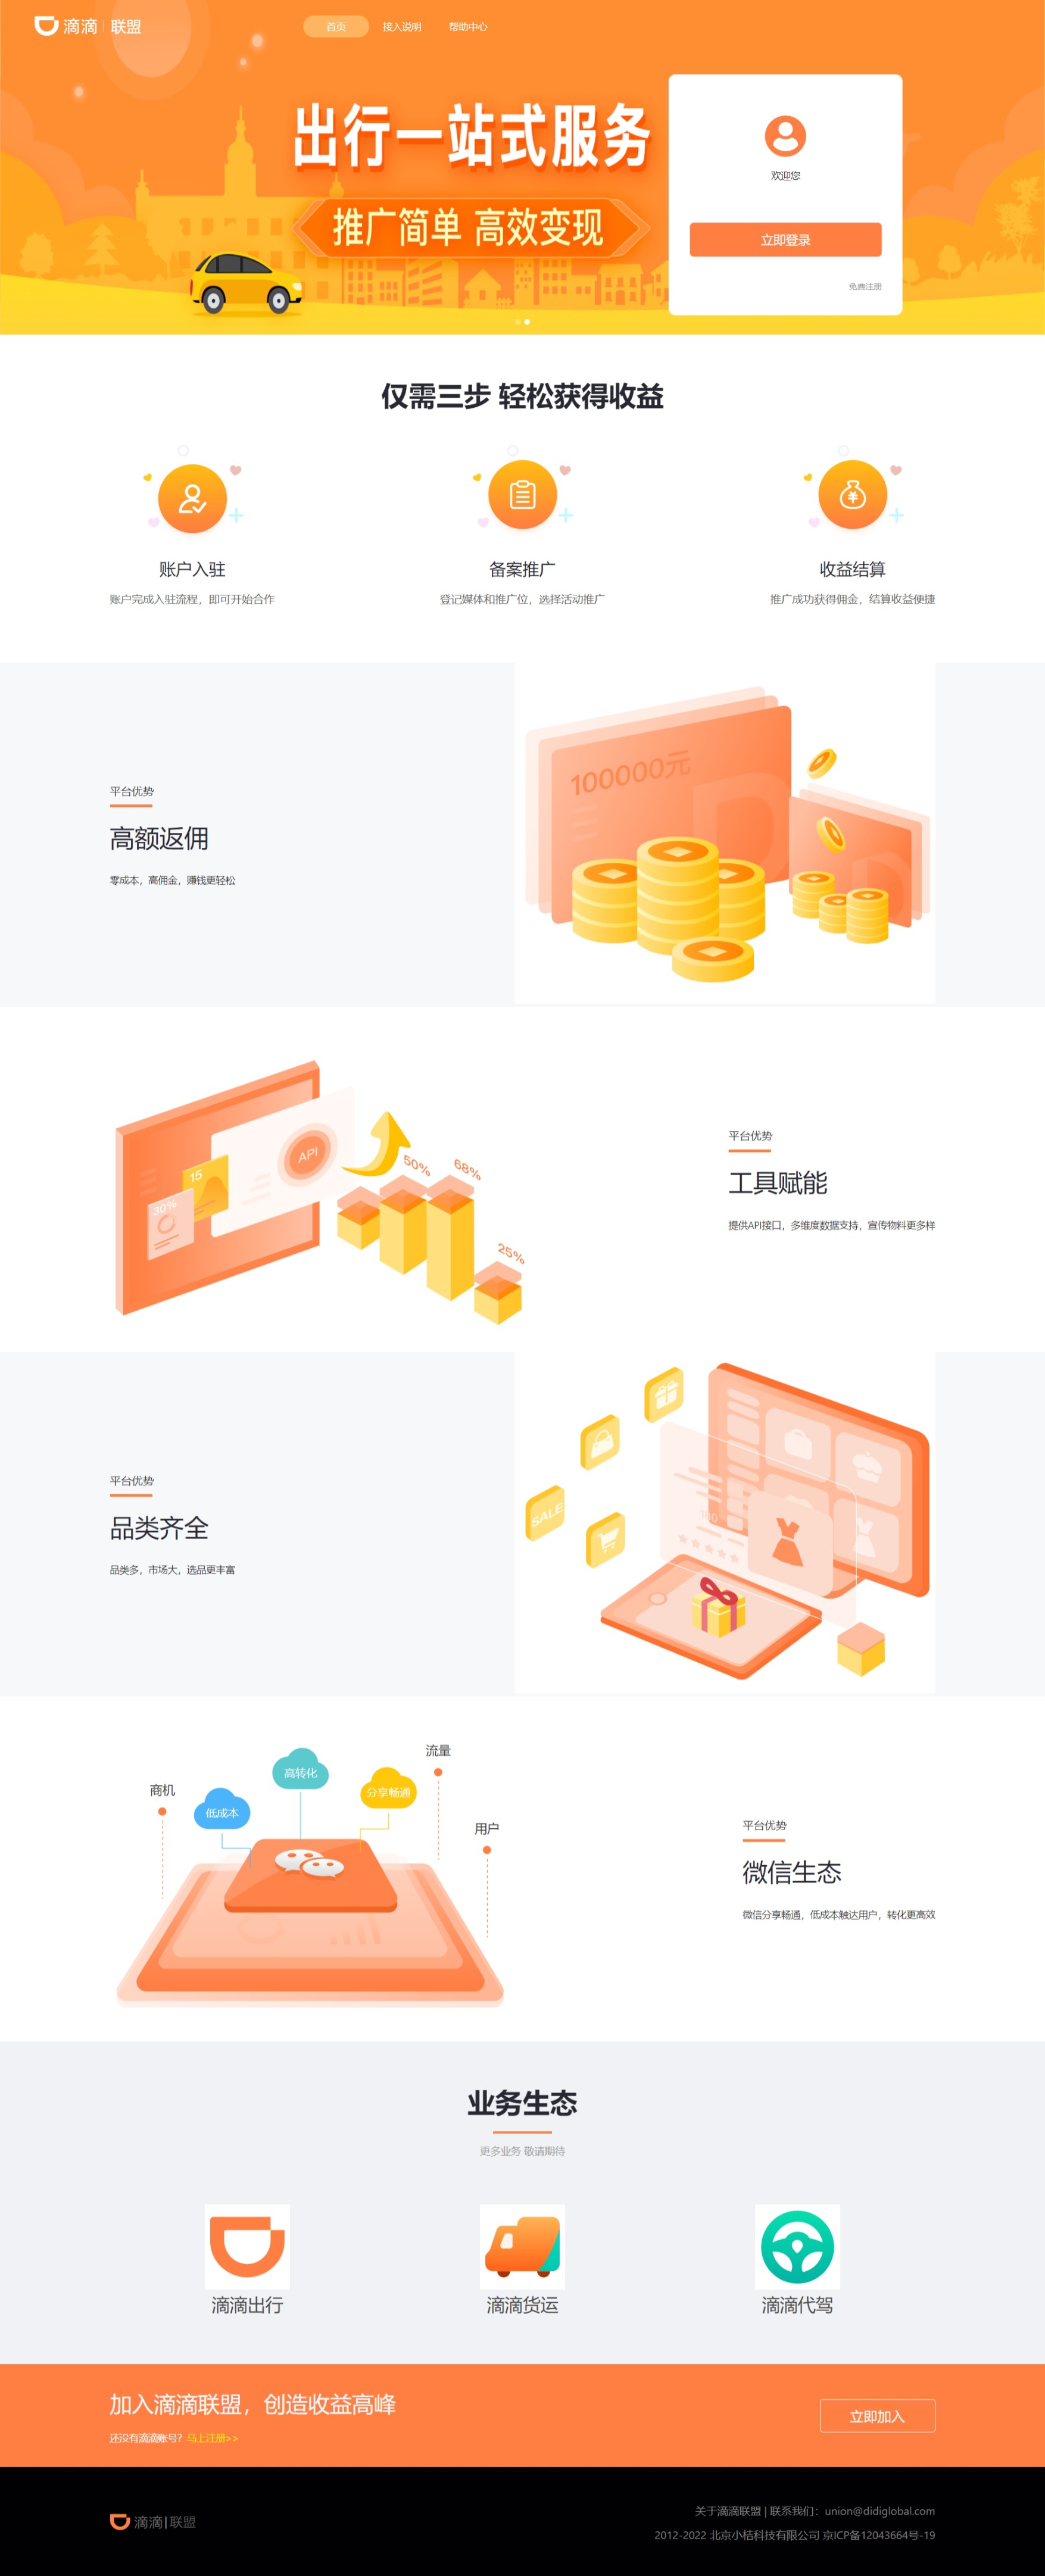 滴滴 | 联盟
首页 接入说明 帮助中心
出行一站式服务
推广简单 高效变现
欢迎您
立即登录
免费注册
仅需三步 轻松获得收益
账户入驻
账户完成入驻流程，即可开始合作
备案推广
登记媒体和推广位，选择活动推广
收益结算
推广成功获得佣金，结算收益便捷
平台优势
高额返佣
零成本，高佣金，赚钱更轻松
100000元
API
15
30%
50%
68%
25%
平台优势
工具赋能
提供API接口，多维度数据支持，宣传物料更多样
平台优势
品类齐全
品类多，市场大，选品更丰富
SALE
流量
高转化
商机
分享畅通
低成本
用户
平台优势
微信生态
微信分享畅通，低成本触达用户，转化更高效
业务生态
更多业务 敬请期待
滴滴出行
滴滴货运
滴滴代驾
加入滴滴联盟，创造收益高峰
还没有滴滴账号？马上注册>>
立即加入
滴滴|联盟
关于滴滴联盟 | 联系我们：union@didiglobal.com
2012-2022 北京小桔科技有限公司 京ICP备12043664号-19